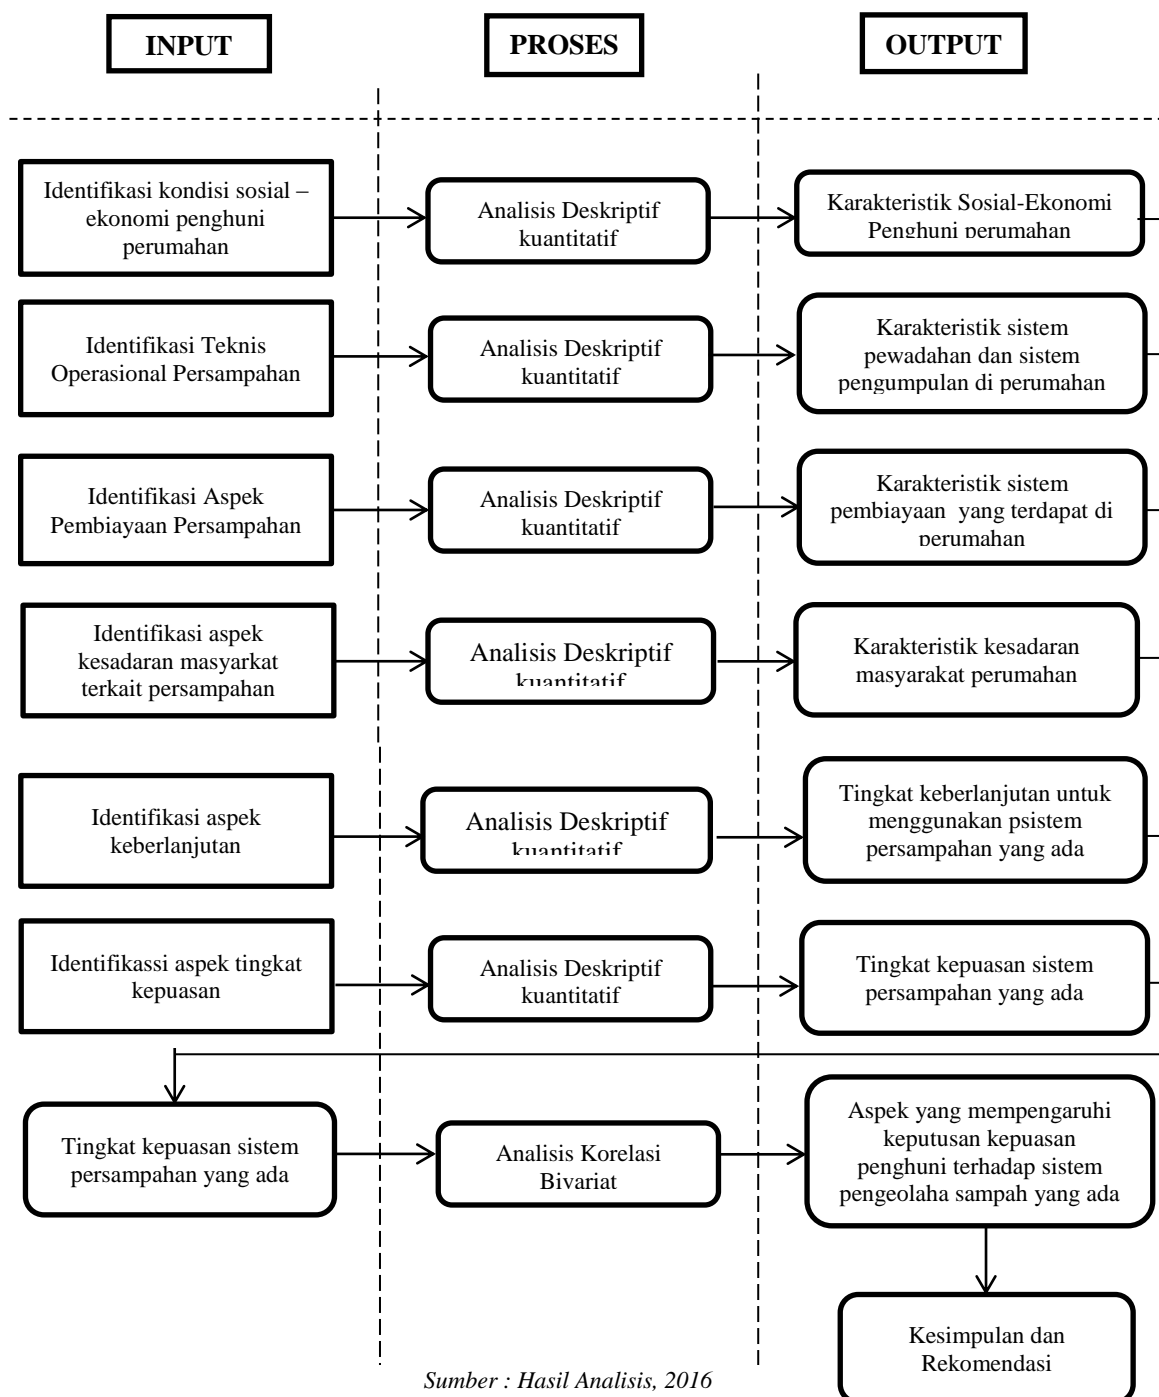 INPUT
PROSES
OUTPUT
Identifikasi kondisi sosial –
ekonomi penghuni
perumahan
Analisis Deskriptif
kuantitatif
Karakteristik Sosial-Ekonomi
Penghuni perumahan
Identifikasi Teknis
Operasional Persampahan
Analisis Deskriptif
kuantitatif
Karakteristik sistem
pewadahan dan sistem
pengumpulan di perumahan
Identifikasi Aspek
Pembiayaan Persampahan
Analisis Deskriptif
kuantitatif
Karakteristik sistem
pembiayaan yang terdapat di
perumahan
Identifikasi aspek
kesadaran masyarkat
terkait persampahan
Analisis Deskriptif
kuantitatif
Karakteristik kesadaran
masyarakat perumahan
Identifikasi aspek
keberlanjutan
Analisis Deskriptif
kuantitatif
Tingkat keberlanjutan untuk
menggunakan psistem
persampahan yang ada
Identifikassi aspek tingkat
kepuasan
Analisis Deskriptif
kuantitatif
Tingkat kepuasan sistem
persampahan yang ada
Tingkat kepuasan sistem
persampahan yang ada
Analisis Korelasi
Bivariat
Aspek yang mempengaruhi
keputusan kepuasan
penghuni terhadap sistem
pengeolaha sampah yang ada
Kesimpulan dan
Rekomendasi
Sumber : Hasil Analisis, 2016